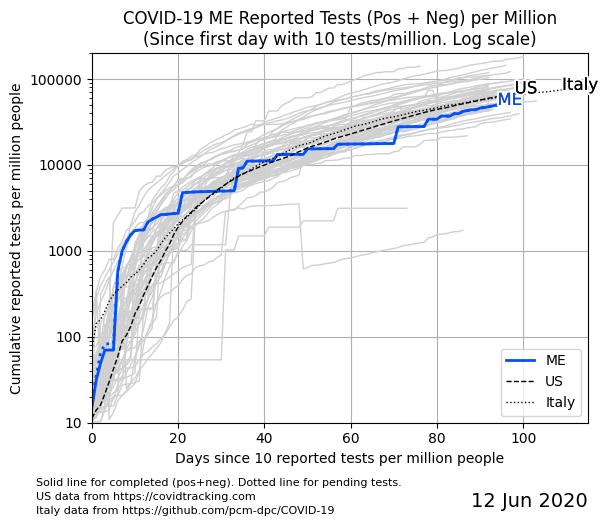 COVID-19 ME Reported Tests (Pos + Neg) per Million
(Since first day with 10 tests/million. Log scale)
Cumulative reported tests per million people
100000
10000
1000
100
10
US
Italy
ME
ME
US
Italy
0
20
40
60
80
100
Days since 10 reported tests per million people
Solid line for completed (pos+neg). Dotted line for pending tests.
US data from https://covidtracking.com
Italy data from https://github.com/pcm-dpc/COVID-19
12 Jun 2020